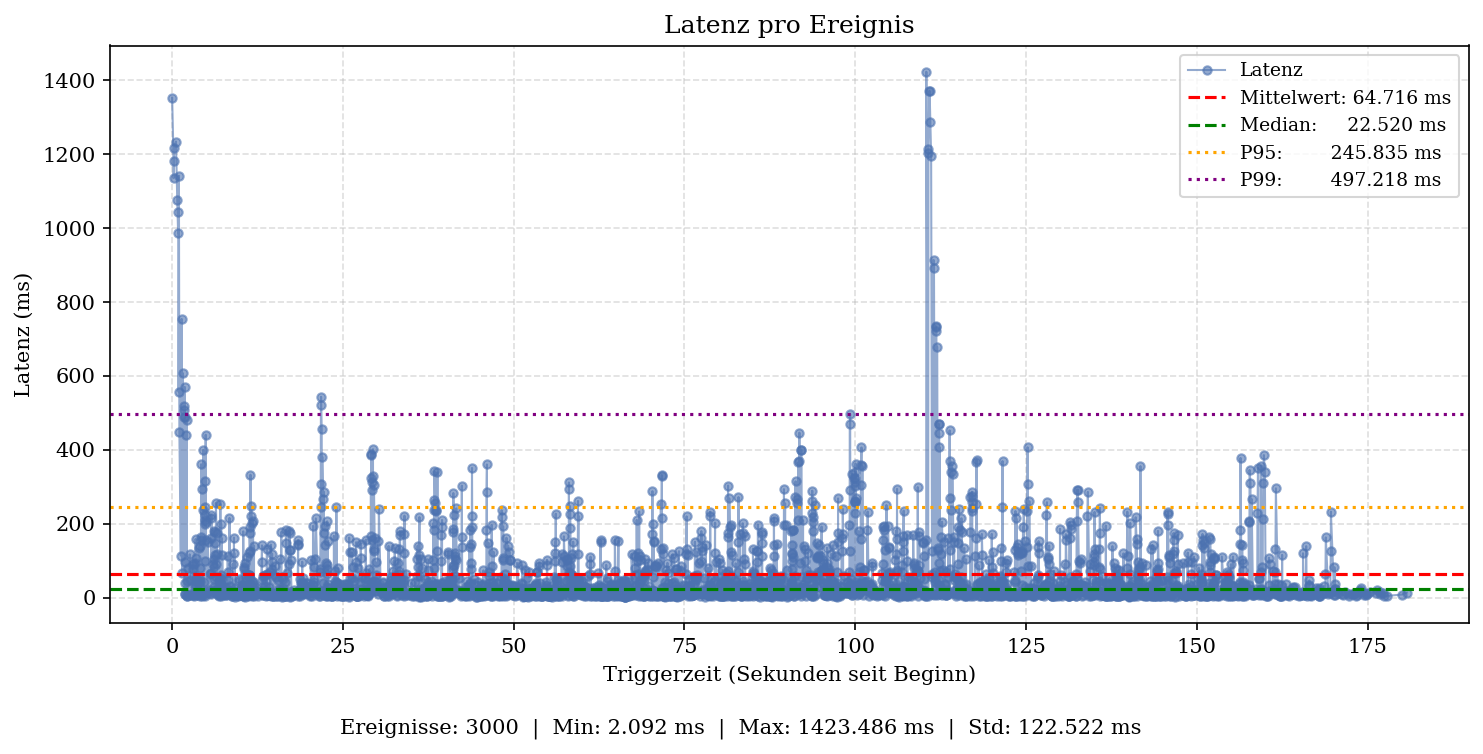 Latenz pro Ereignis
Latenz (ms)
1400
1200
1000
800
600
400
200
0
Latenz
Mittelwert: 64.716 ms
Median: 22.520 ms
P95: 245.835 ms
P99: 497.218 ms
0 25 50 75 100 125 150 175
Triggerzeit (Sekunden seit Beginn)
Ereignisse: 3000 | Min: 2.092 ms | Max: 1423.486 ms | Std: 122.522 ms